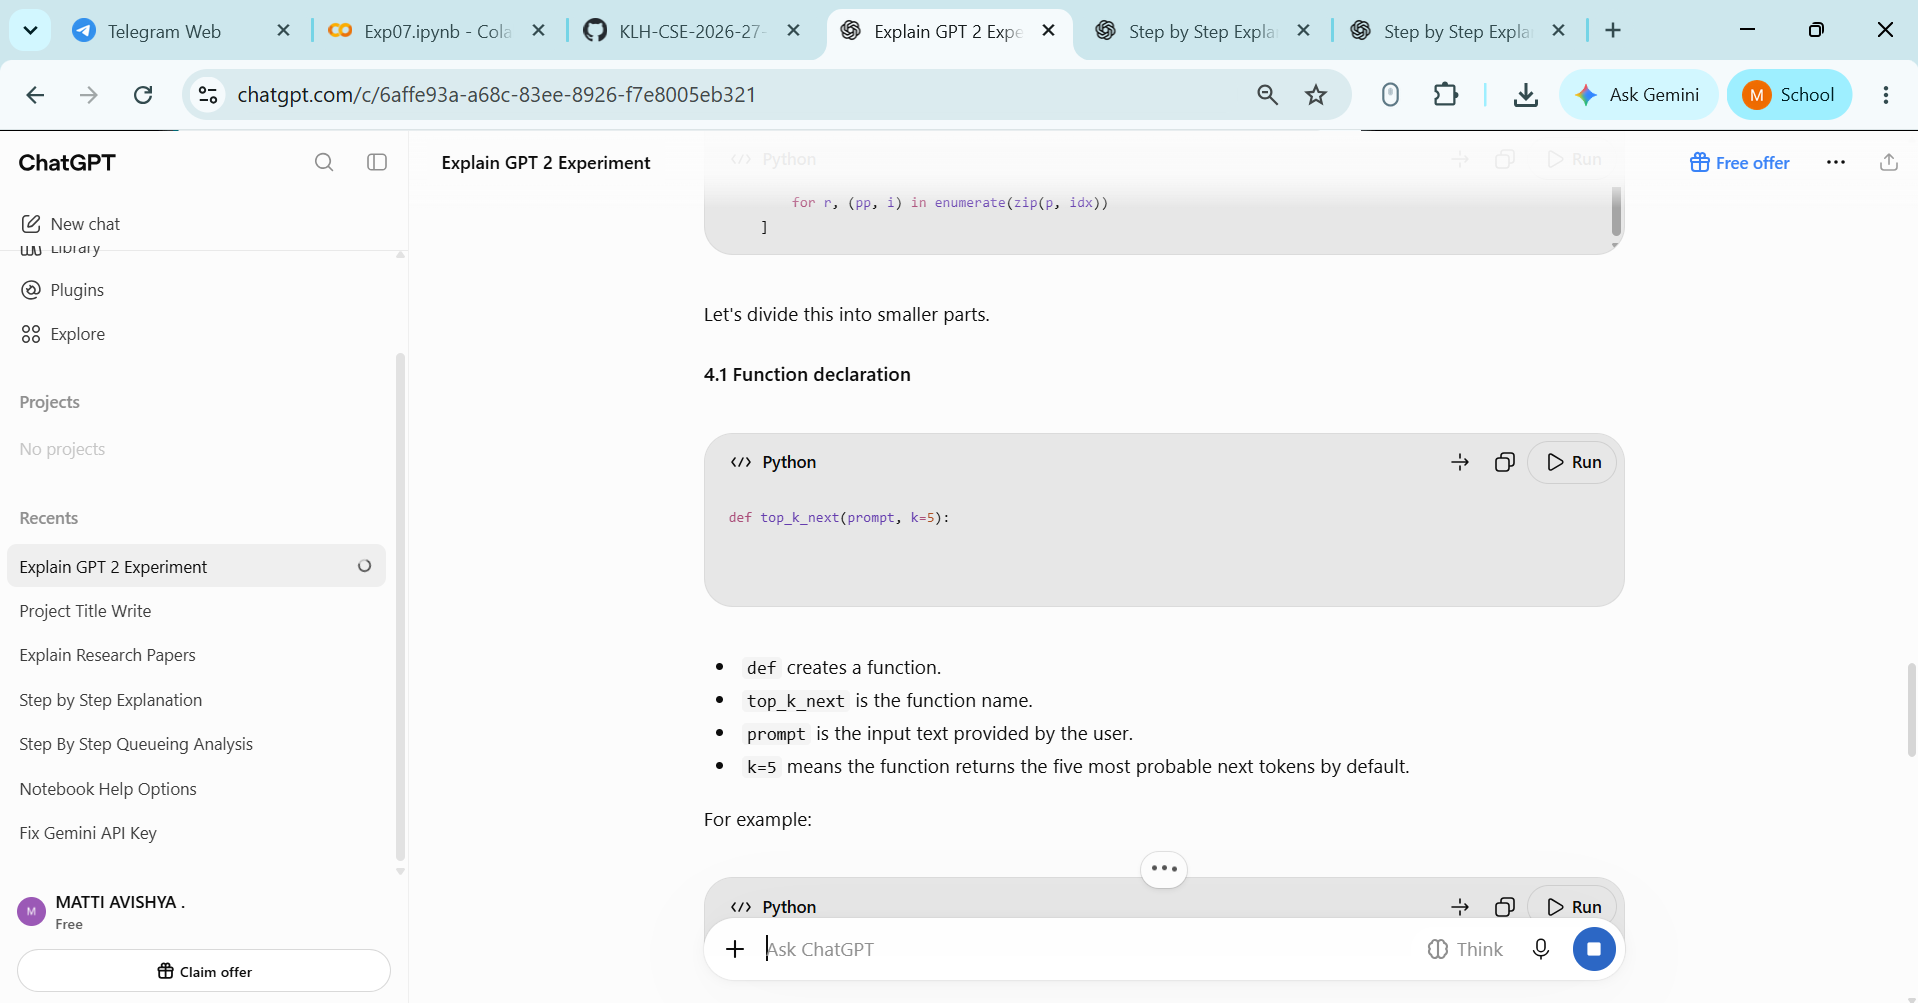 Telegram Web
Exp07.ipynb - Cola
KLH-CSE-2026-27-
Explain GPT 2 Expe
Step by Step Expla
Step by Step Expla
chatgpt.com/c/6affe93a-a68c-83ee-8926-f7e8005eb321
Ask Gemini
M School
ChatGPT
Explain GPT 2 Experiment
Free offer
Python
Run
New chat
Library
Plugins
Explore
Projects
No projects
Recents
Explain GPT 2 Experiment
Project Title Write
Explain Research Papers
Step by Step Explanation
Step By Step Queueing Analysis
Notebook Help Options
Fix Gemini API Key
M
MATTI AVISHYA .
Free
Claim offer
for r, (pp, i) in enumerate(zip(p, idx))
]
Let's divide this into smaller parts.
4.1 Function declaration
Python
Run
def top_k_next(prompt, k=5):
def creates a function.
top_k_next is the function name.
prompt is the input text provided by the user.
k=5 means the function returns the five most probable next tokens by default.
For example:
Python
Run
Ask ChatGPT
Think